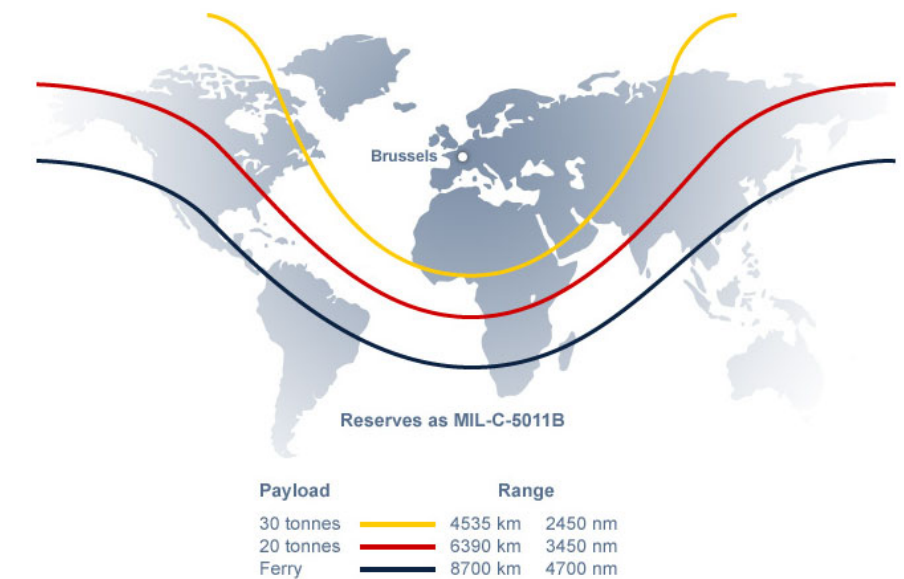 Brussels
Reserves as MIL-C-5011B
Payload Range
30 tonnes 4535 km 2450 nm
20 tonnes 6390 km 3450 nm
Ferry 8700 km 4700 nm